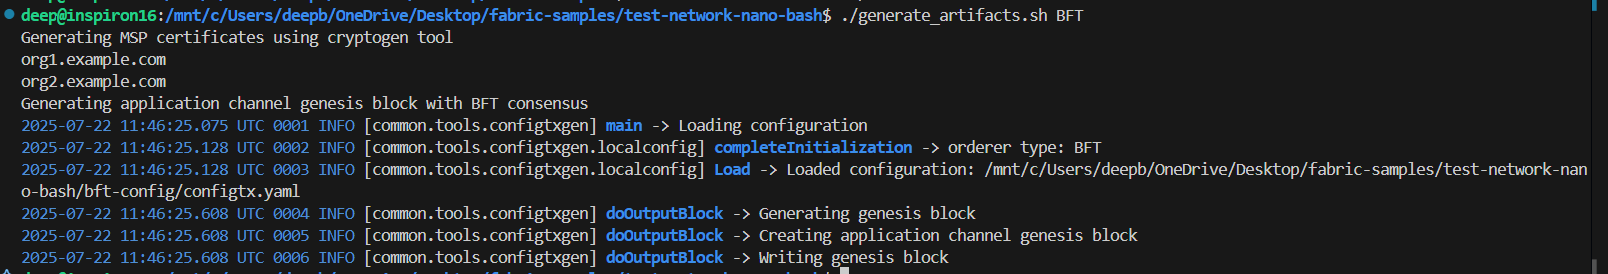 deep@inspiron16:/mnt/c/Users/deepb/OneDrive/Desktop/fabric-samples/test-network-nano-bash$ ./generate_artifacts.sh BFT
Generating MSP certificates using cryptogen tool
org1.example.com
org2.example.com
Generating application channel genesis block with BFT consensus
2025-07-22 11:46:25.075 UTC 0001 INFO [common.tools.configtxgen] main -> Loading configuration
2025-07-22 11:46:25.128 UTC 0002 INFO [common.tools.configtxgen.localconfig] completeInitialization -> orderer type: BFT
2025-07-22 11:46:25.128 UTC 0003 INFO [common.tools.configtxgen.localconfig] Load -> Loaded configuration: /mnt/c/Users/deepb/OneDrive/Desktop/fabric-samples/test-network-nan
o-bash/bft-config/configtx.yaml
2025-07-22 11:46:25.608 UTC 0004 INFO [common.tools.configtxgen] doOutputBlock -> Generating genesis block
2025-07-22 11:46:25.608 UTC 0005 INFO [common.tools.configtxgen] doOutputBlock -> Creating application channel genesis block
2025-07-22 11:46:25.608 UTC 0006 INFO [common.tools.configtxgen] doOutputBlock -> Writing genesis block